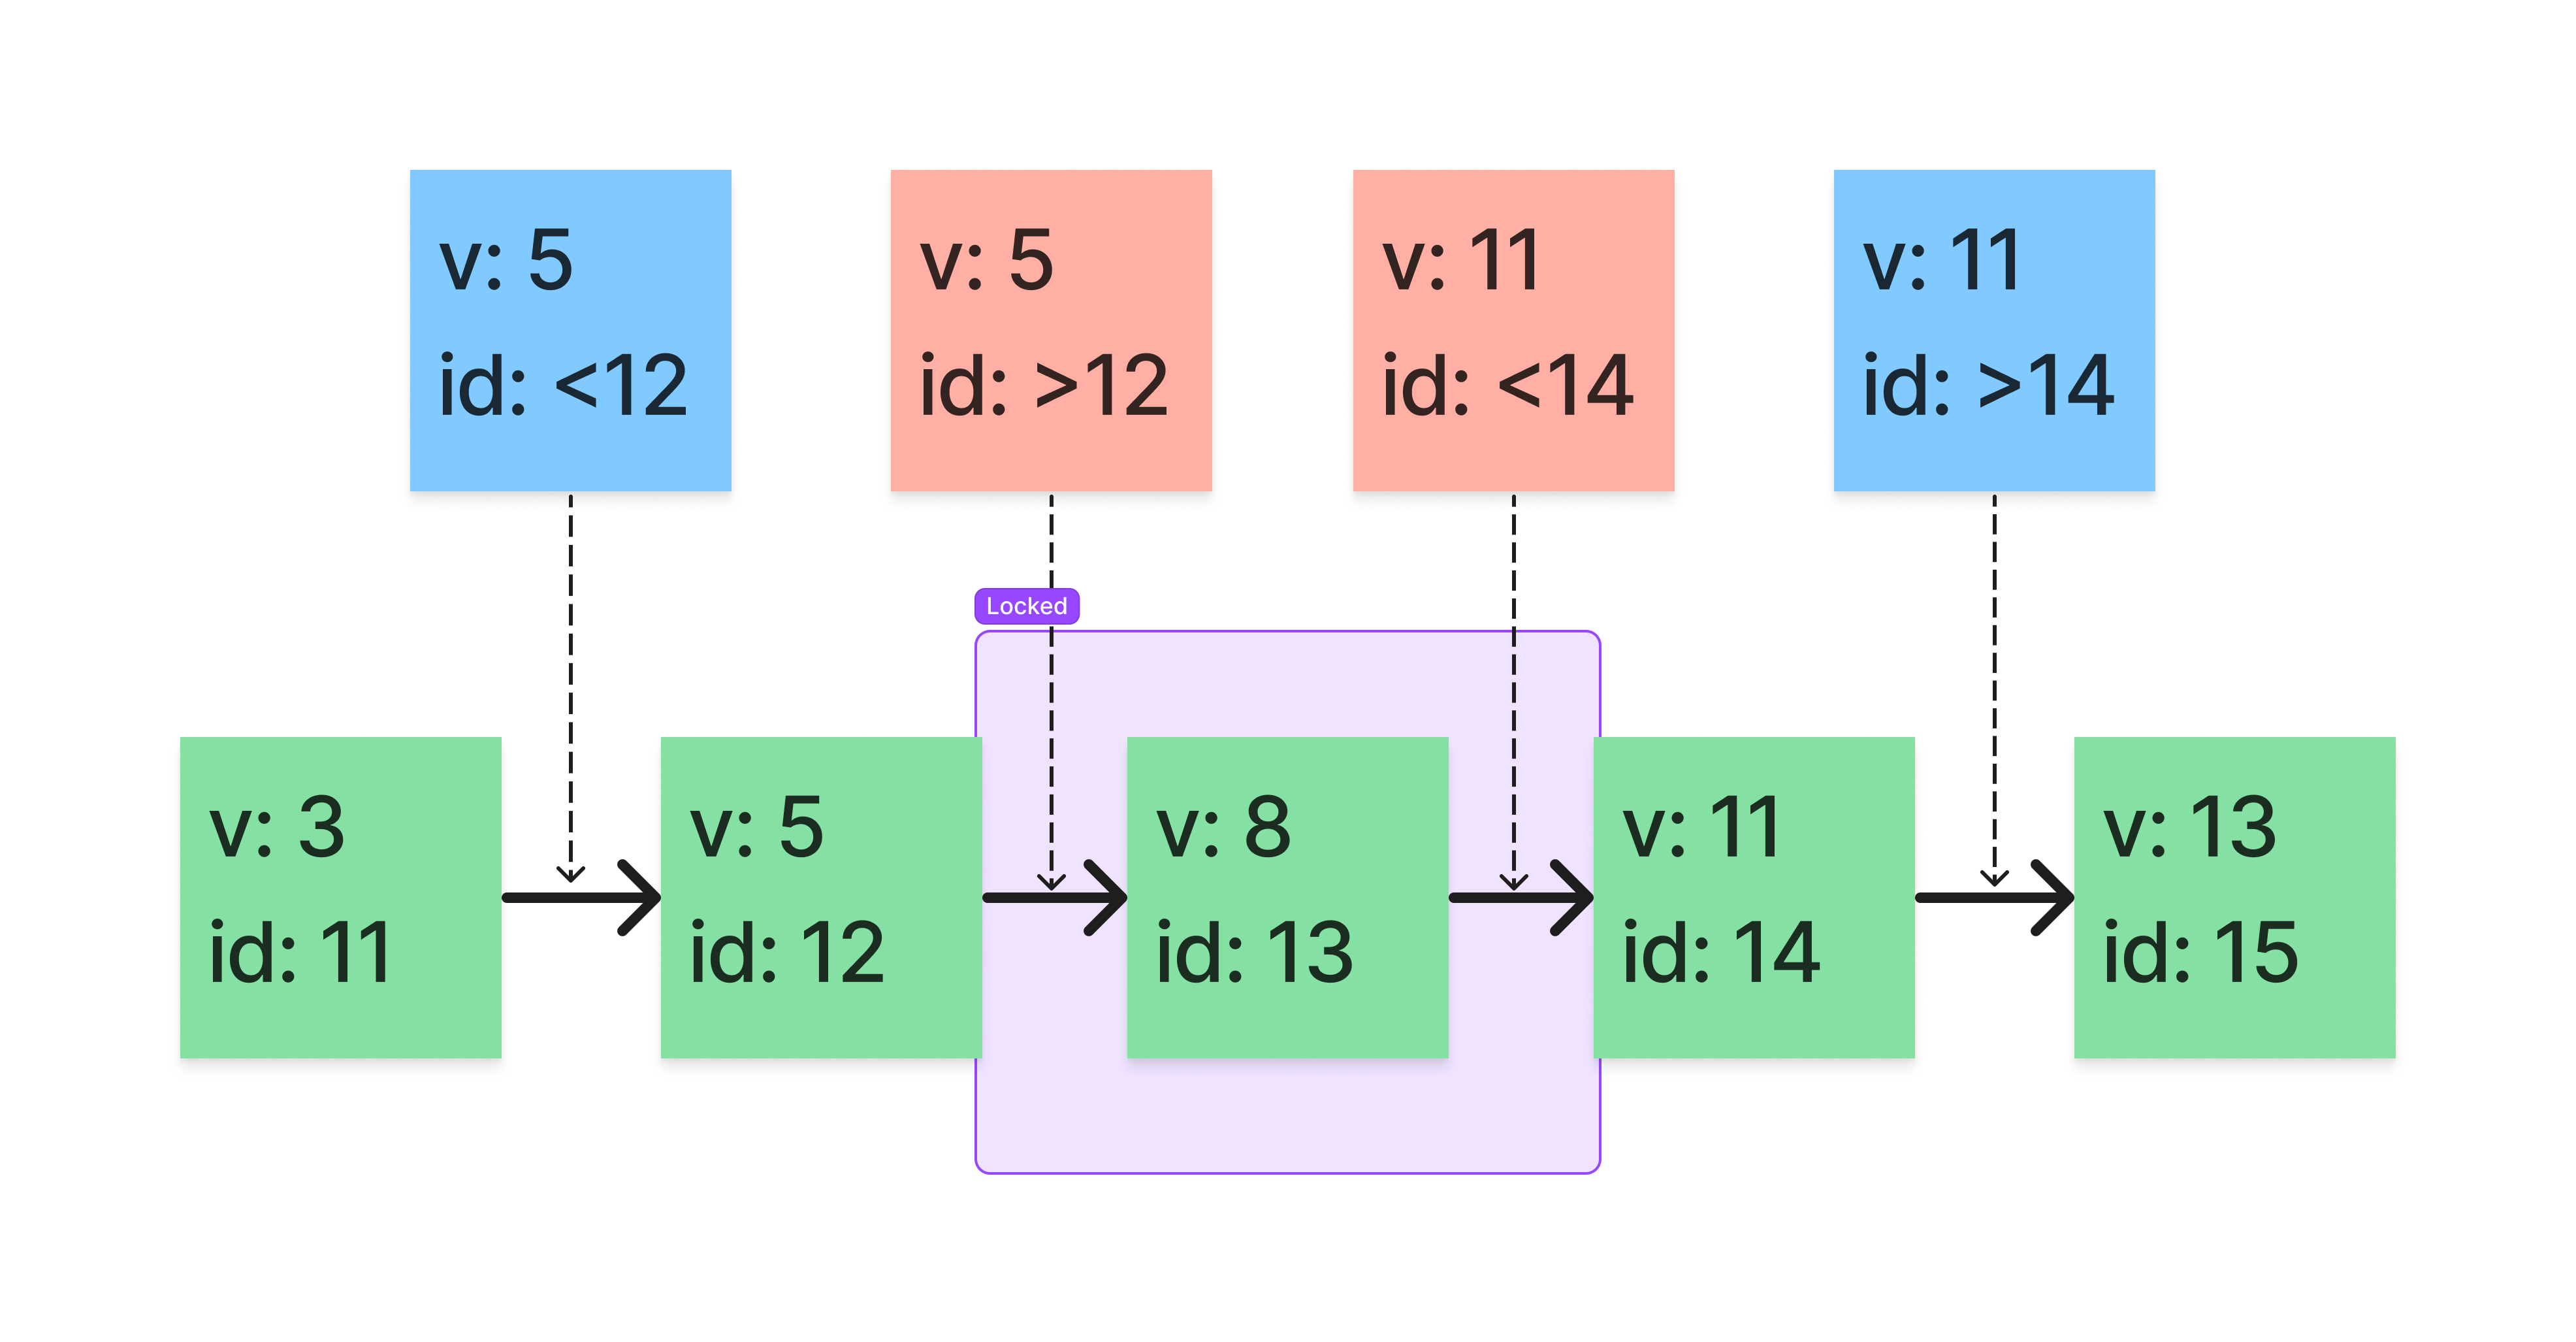 v: 5
id: <12
v: 5
id: >12
v: 11
id: <14
v: 11
id: >14
Locked
v: 3
id: 11
v: 5
id: 12
v: 8
id: 13
v: 11
id: 14
v: 13
id: 15